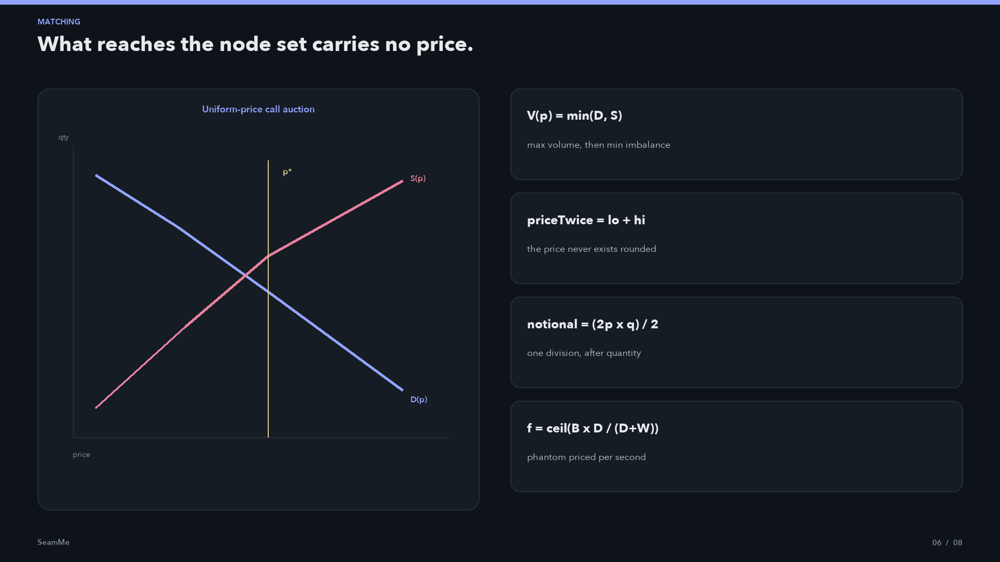 MATCHING
What reaches the node set carries no price.
Uniform-price call auction
qty
p*
S(p)
D(p)
price
V(p) = min(D, S)
max volume, then min imbalance
priceTwice = lo + hi
the price never exists rounded
notional = (2p x q) / 2
one division, after quantity
f = ceil(B x D / (D+W))
phantom priced per second
SeamMe
06 / 08